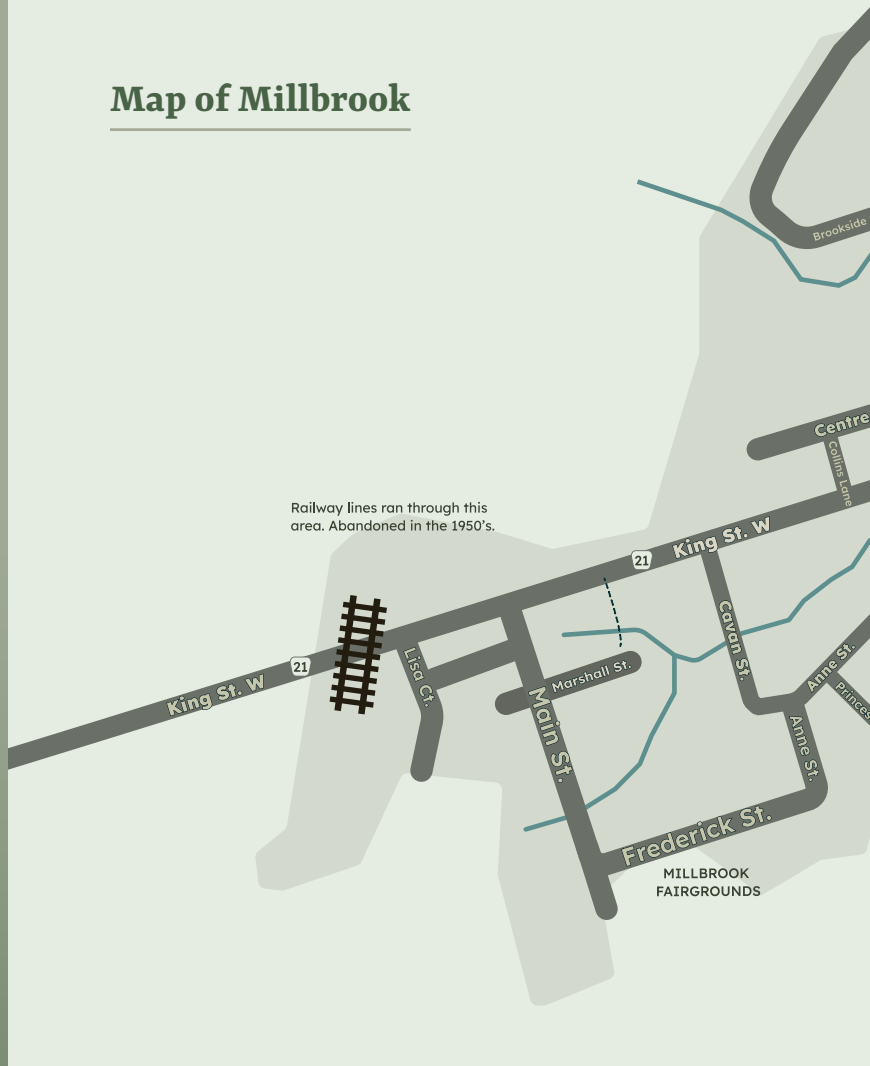 Map of Millbrook
Brookside
Centre
Collins Lane
Railway lines ran through this
area. Abandoned in the 1950's.
King St. W
21
Cavan St.
Lisa Ct.
21
King St. W
Marshall St.
Main St.
Anne St.
Princes
Anne St.
Frederick St.
MILLBROOK
FAIRGROUNDS